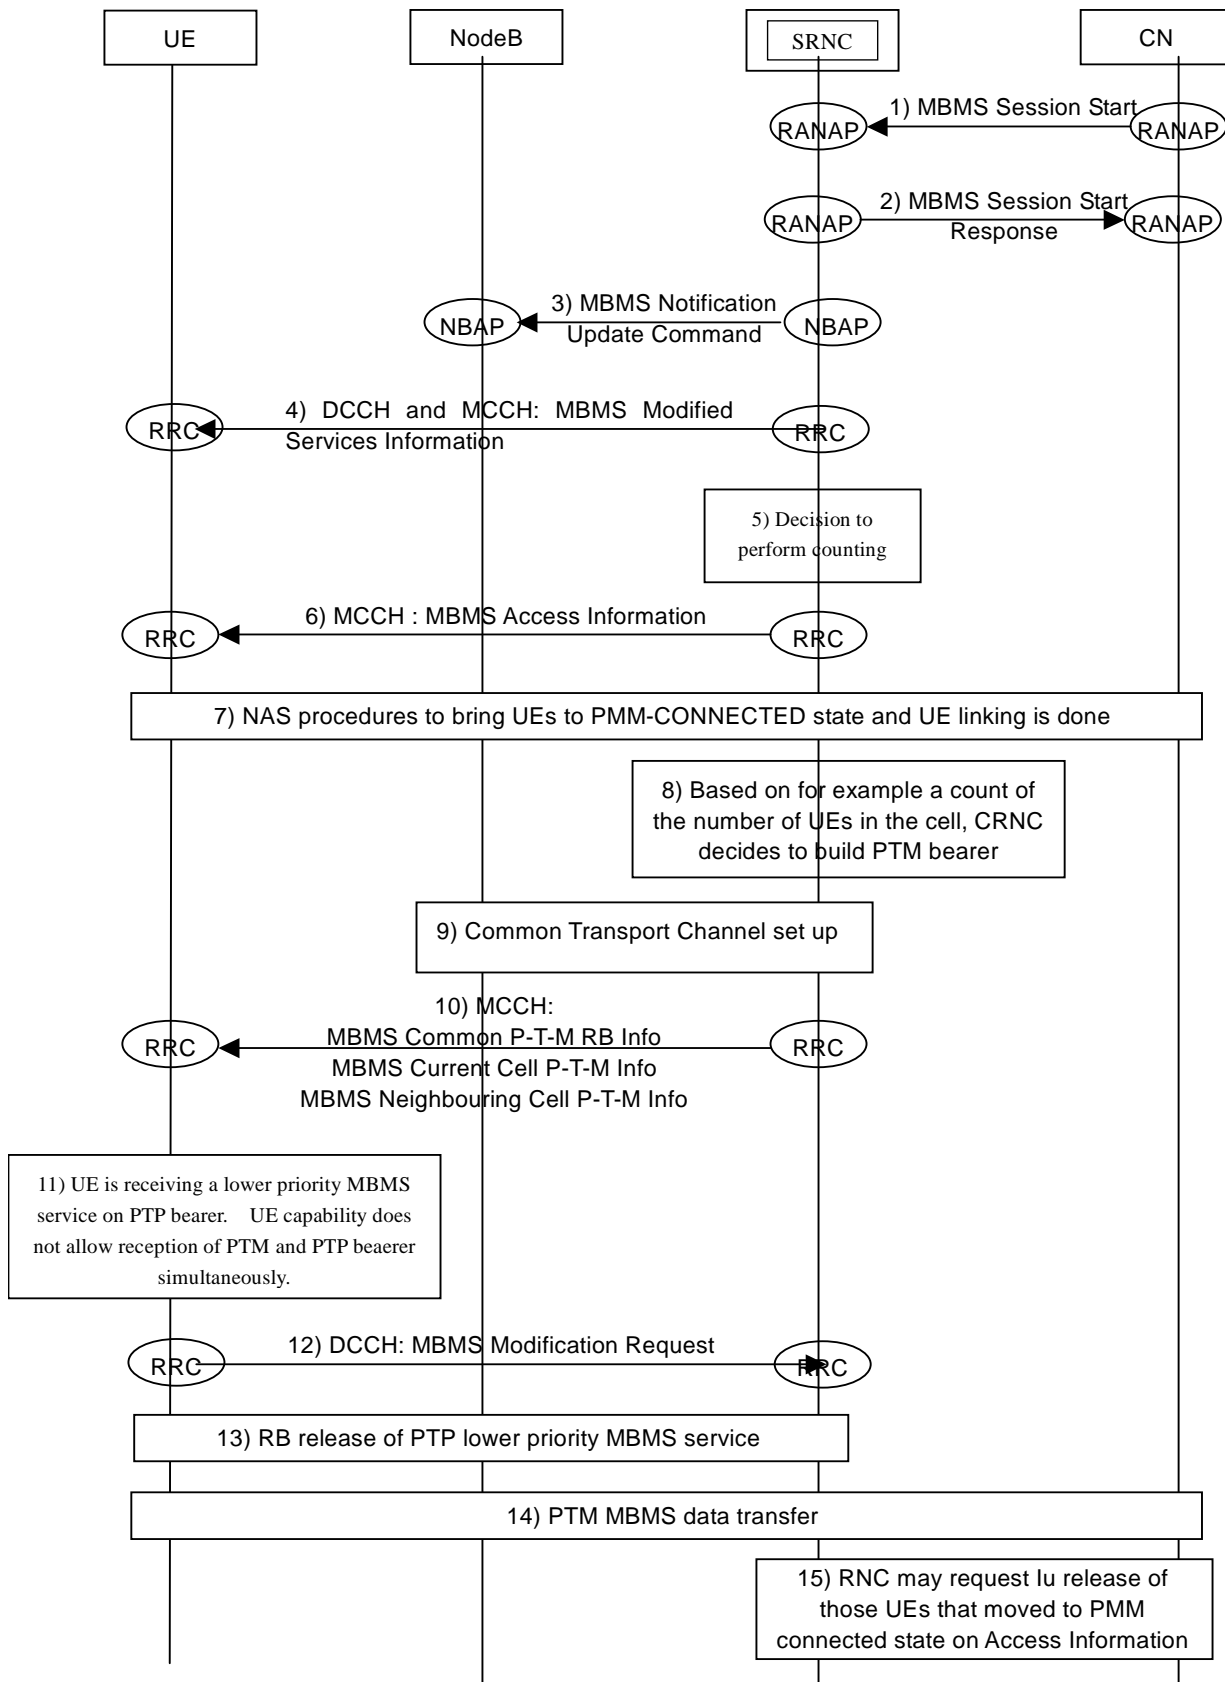 UE
NodeB
SRNC
CN
1) MBMS Session Start
RANAP
RANAP
2) MBMS Session Start
Response
RANAP
RANAP
3) MBMS Notification
Update Command
NBAP
NBAP
4) DCCH and MCCH: MBMS Modified
Services Information
RRC
RRC
5) Decision to
perform counting
6) MCCH : MBMS Access Information
RRC
RRC
7) NAS procedures to bring UEs to PMM-CONNECTED state and UE linking is done
8) Based on for example a count of
the number of UEs in the cell, CRNC
decides to build PTM bearer
9) Common Transport Channel set up
10) MCCH:
MBMS Common P-T-M RB Info
MBMS Current Cell P-T-M Info
MBMS Neighbouring Cell P-T-M Info
RRC
RRC
11) UE is receiving a lower priority MBMS
service on PTP bearer. UE capability does
not allow reception of PTM and PTP beaerer
simultaneously.
12) DCCH: MBMS Modification Request
RRC
RRC
13) RB release of PTP lower priority MBMS service
14) PTM MBMS data transfer
15) RNC may request Iu release of
those UEs that moved to PMM
connected state on Access Information